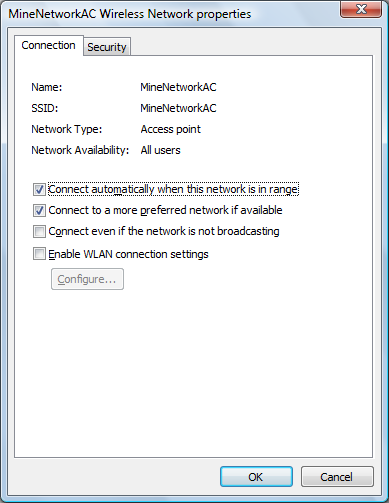 MineNetworkAC Wireless Network properties
Connection Security
Name: MineNetworkAC
SSID: MineNetworkAC
Network Type: Access point
Network Availability: All users
Connect automatically when this network is in range
Connect to a more preferred network if available
Connect even if the network is not broadcasting
Enable WLAN connection settings
Configure...
OK Cancel